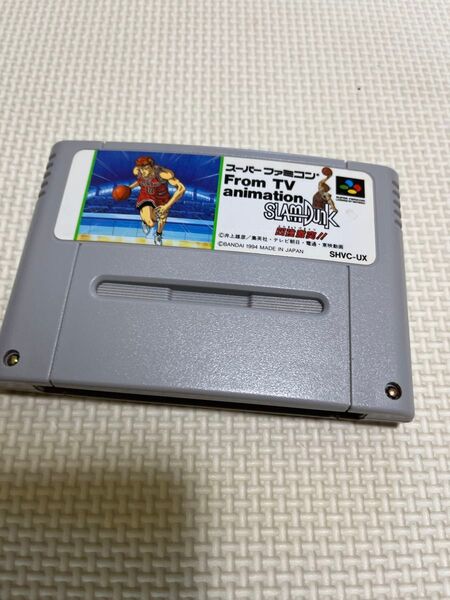 スーパーファミコン
From TV
animation
SLAM DUNK
©井上雄彦／集英社・テレビ朝日・電通・東映動画
©BANDAI 1994 MADE IN JAPAN
SHVC-UX